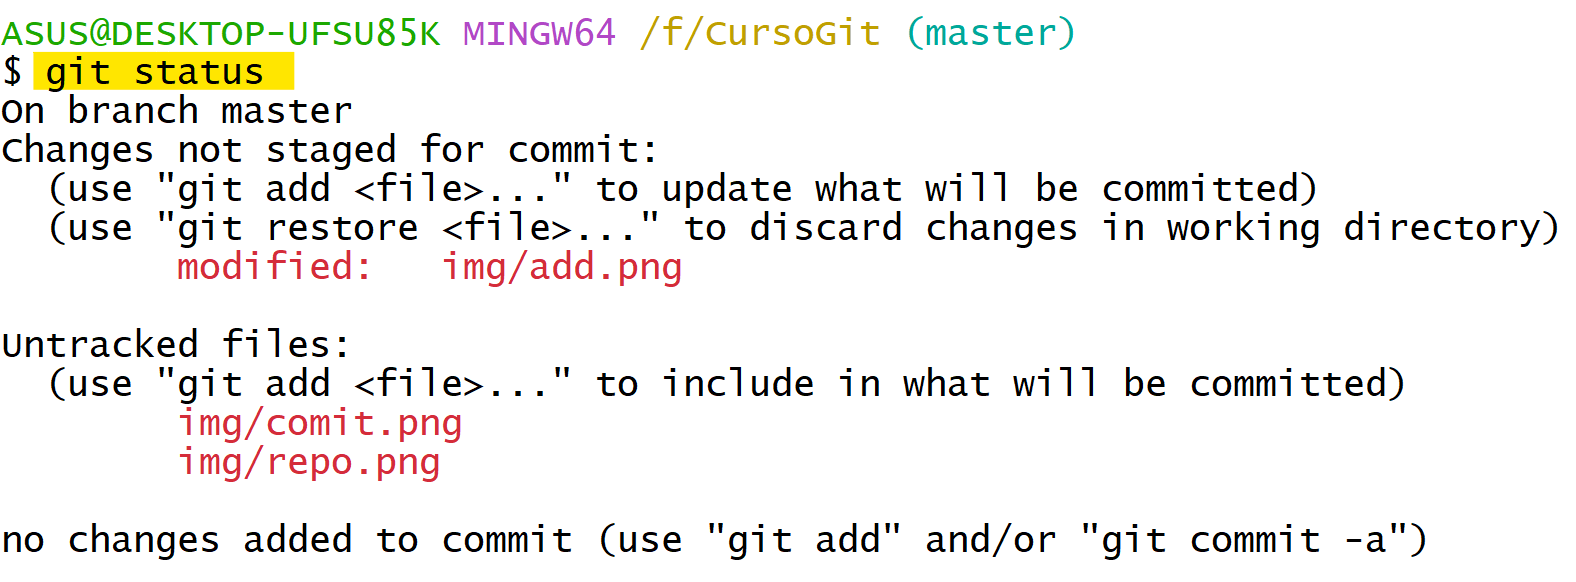 ASUS@DESKTOP-UFSU85K MINGW64 /f/CursoGit (master)
$ git status
On branch master
Changes not staged for commit:
  (use "git add <file>..." to update what will be committed)
  (use "git restore <file>..." to discard changes in working directory)
        modified:   img/add.png

Untracked files:
  (use "git add <file>..." to include in what will be committed)
        img/comit.png
        img/repo.png

no changes added to commit (use "git add" and/or "git commit -a")